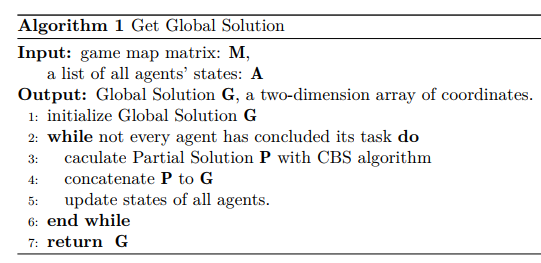 Algorithm 1 Get Global Solution
Input: game map matrix: M,
a list of all agents' states: A
Output: Global Solution G, a two-dimension array of coordinates.
1: initialize Global Solution G
2: while not every agent has concluded its task do
3: caculate Partial Solution P with CBS algorithm
4: concatenate P to G
5: update states of all agents.
6: end while
7: return G